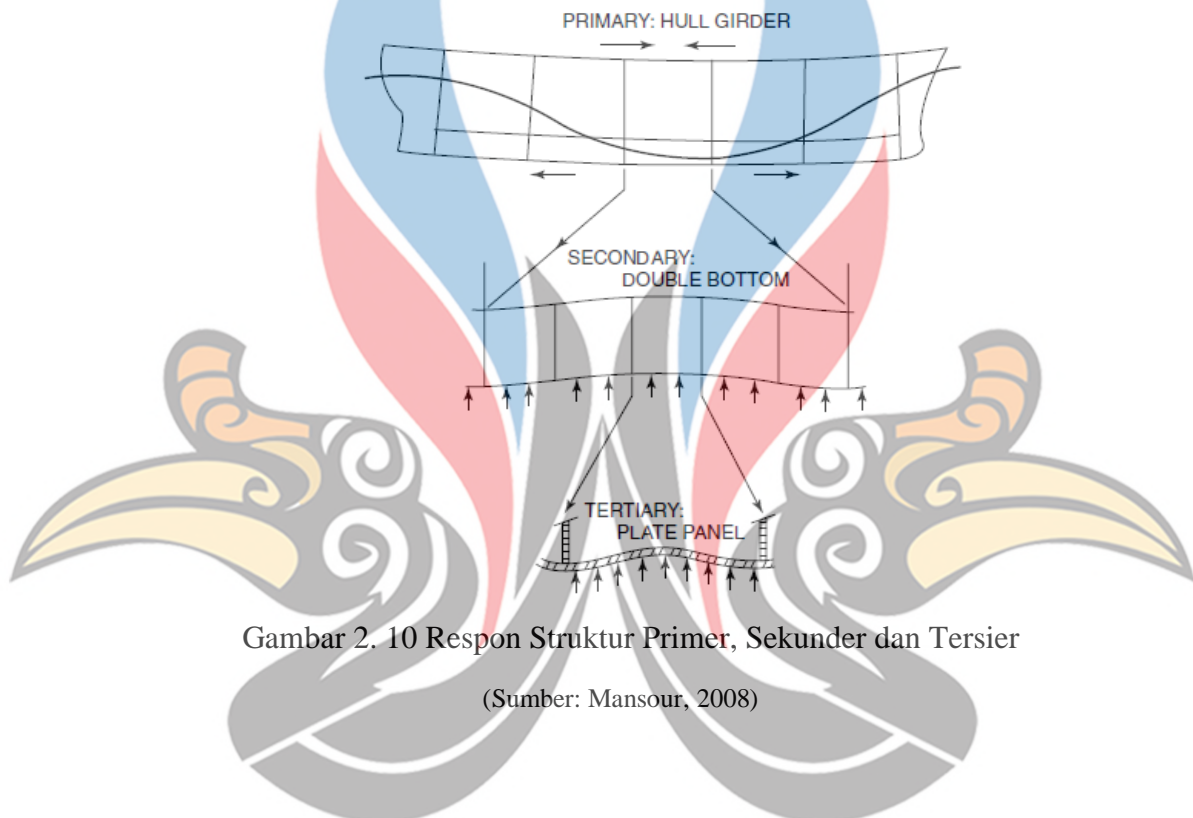 PRIMARY: HULL GIRDER
SECONDARY:
DOUBLE BOTTOM
TERTIARY:
PLATE PANEL
Gambar 2. 10 Respon Struktur Primer, Sekunder dan Tersier
(Sumber: Mansour, 2008)